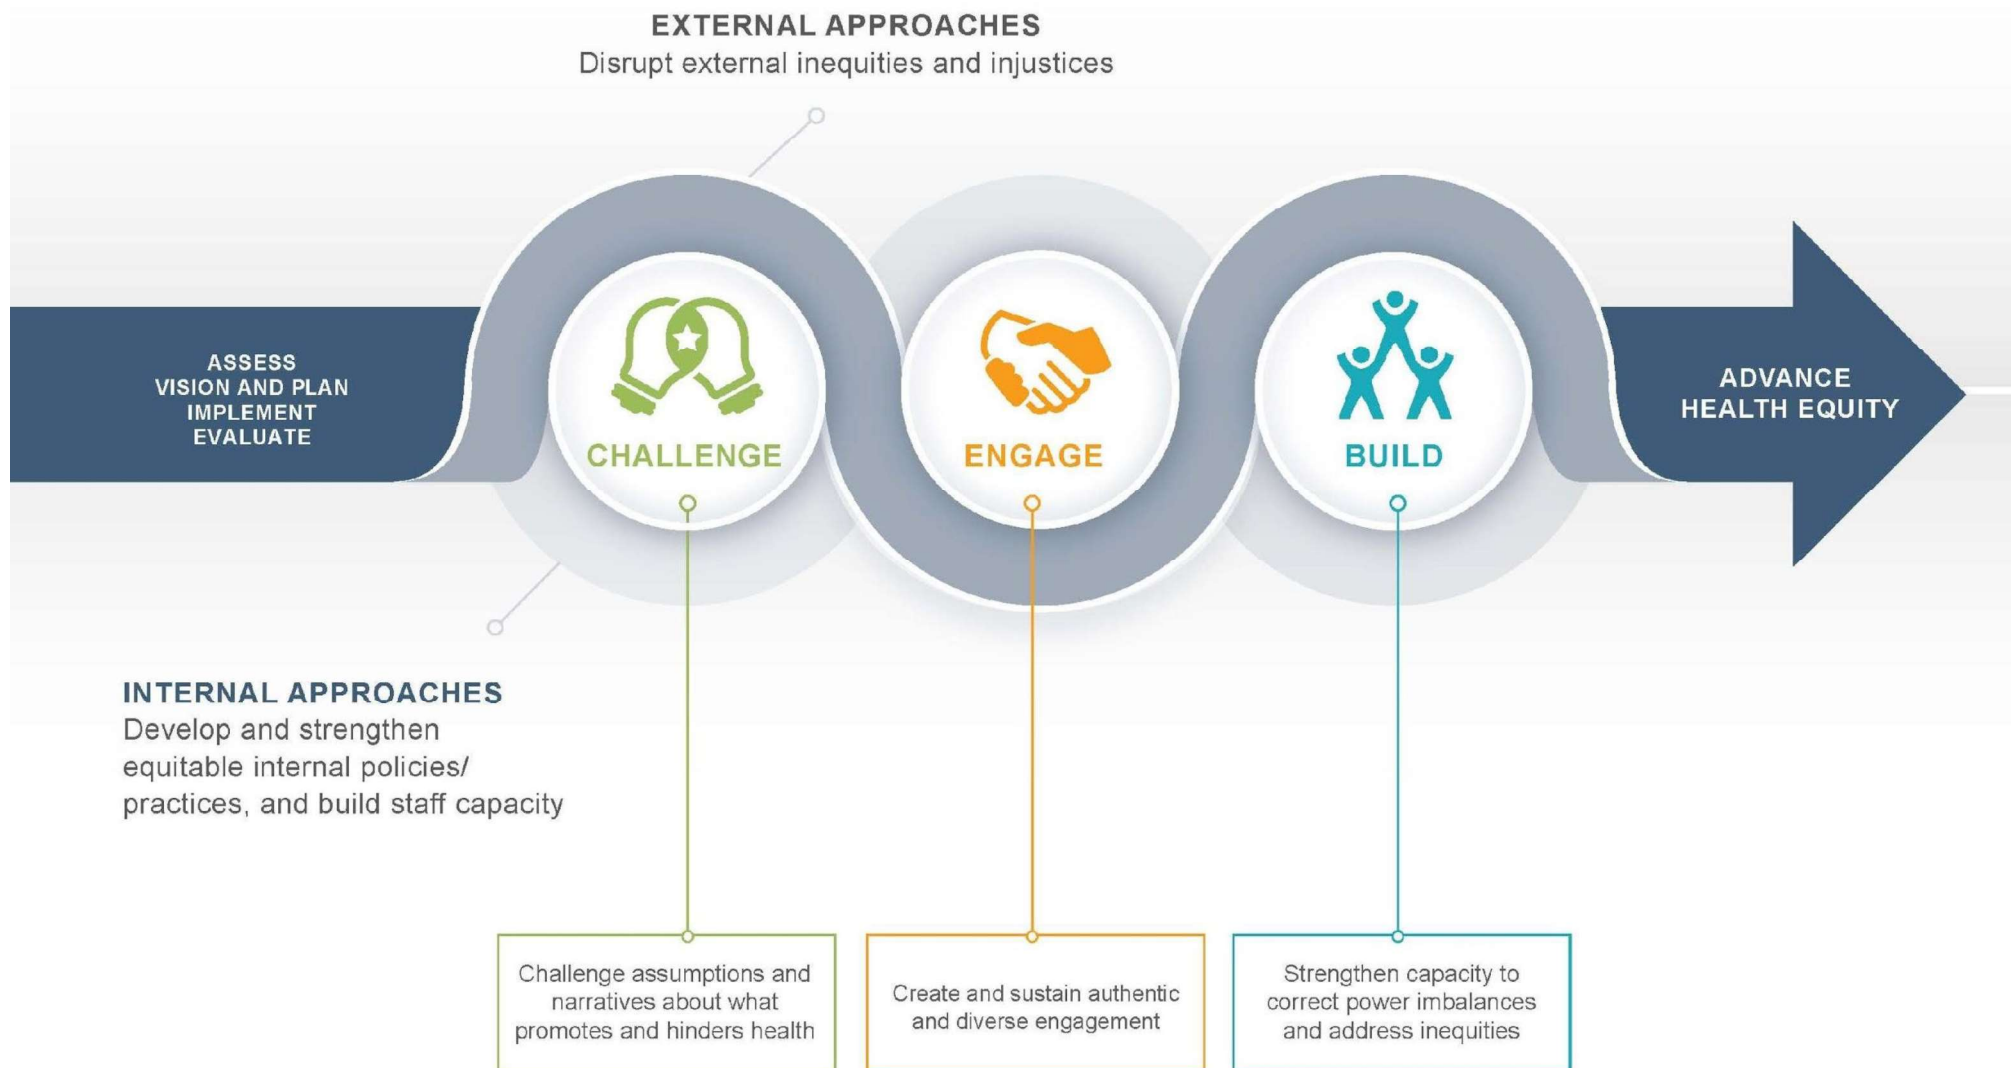 EXTERNAL APPROACHES
Disrupt external inequities and injustices
ASSESS
VISION AND PLAN
IMPLEMENT
EVALUATE
CHALLENGE
ENGAGE
BUILD
ADVANCE
HEALTH EQUITY
INTERNAL APPROACHES
Develop and strengthen
equitable internal policies/
practices, and build staff capacity
Challenge assumptions and
narratives about what
promotes and hinders health
Create and sustain authentic
and diverse engagement
Strengthen capacity to
correct power imbalances
and address inequities